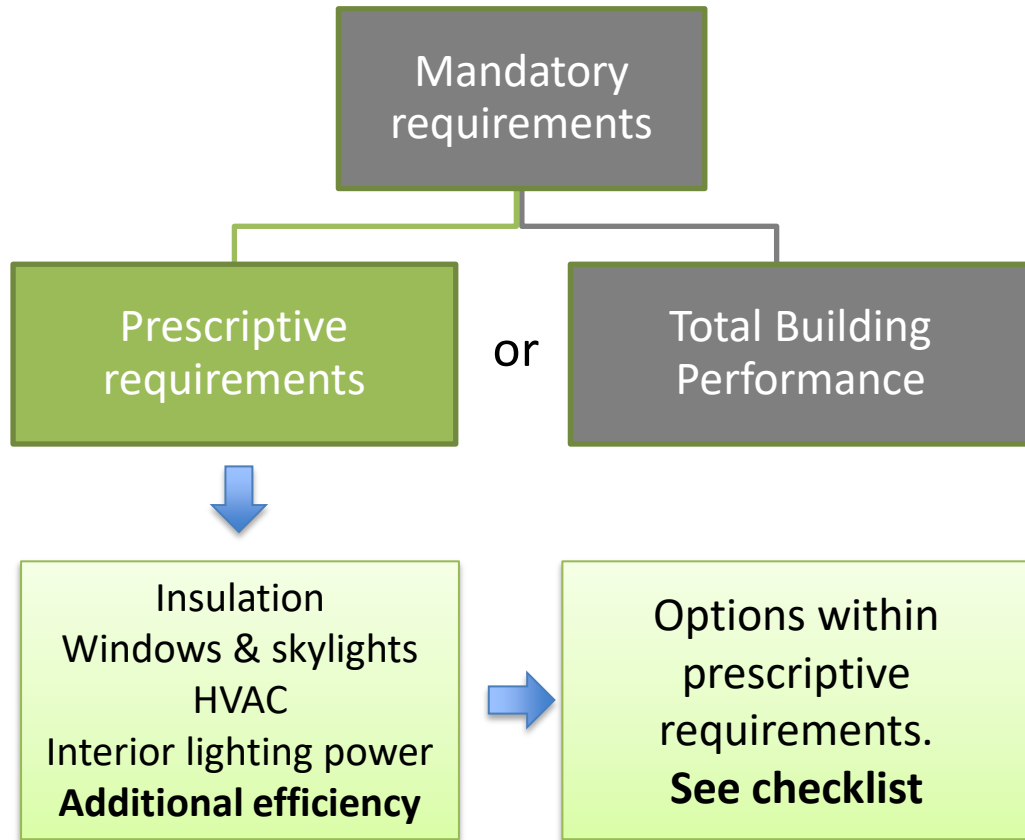 Mandatory
requirements
Prescriptive
requirements
or
Total Building
Performance
Insulation
Windows & skylights
HVAC
Interior lighting power
Additional efficiency
Options within
prescriptive
requirements.
See checklist